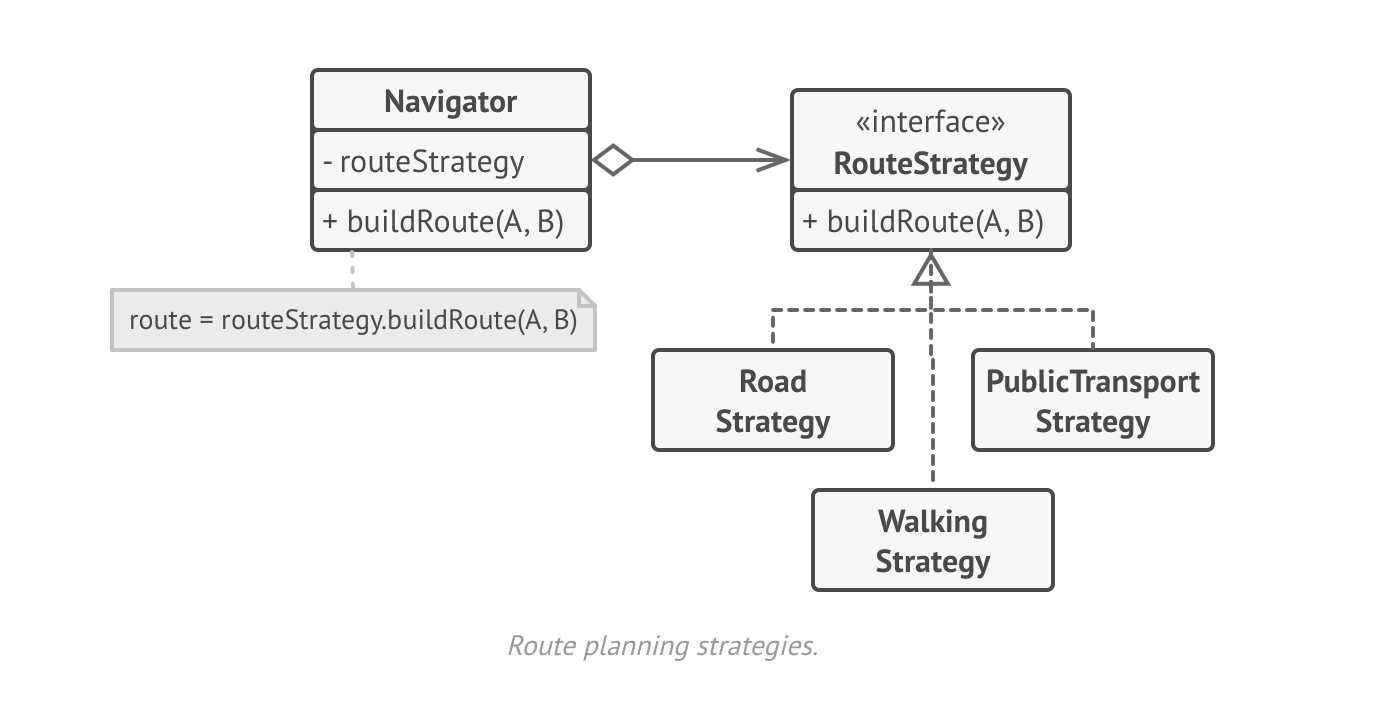 Navigator
- routeStrategy
+ buildRoute(A, B)
route = routeStrategy.buildRoute(A, B)
«interface»
RouteStrategy
+ buildRoute(A, B)
Road
Strategy
PublicTransport
Strategy
Walking
Strategy
Route planning strategies.